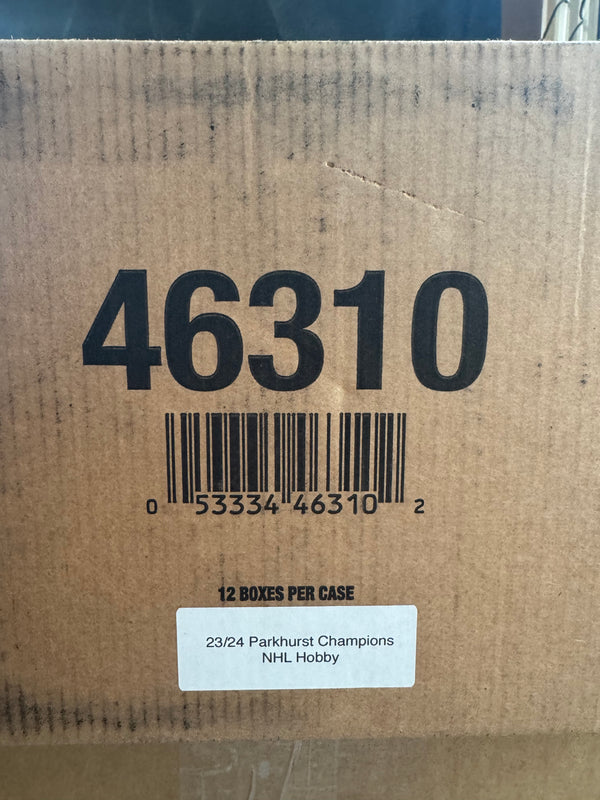 46310
0 53334 46310 2
12 BOXES PER CASE
23/24 Parkhurst Champions
NHL Hobby